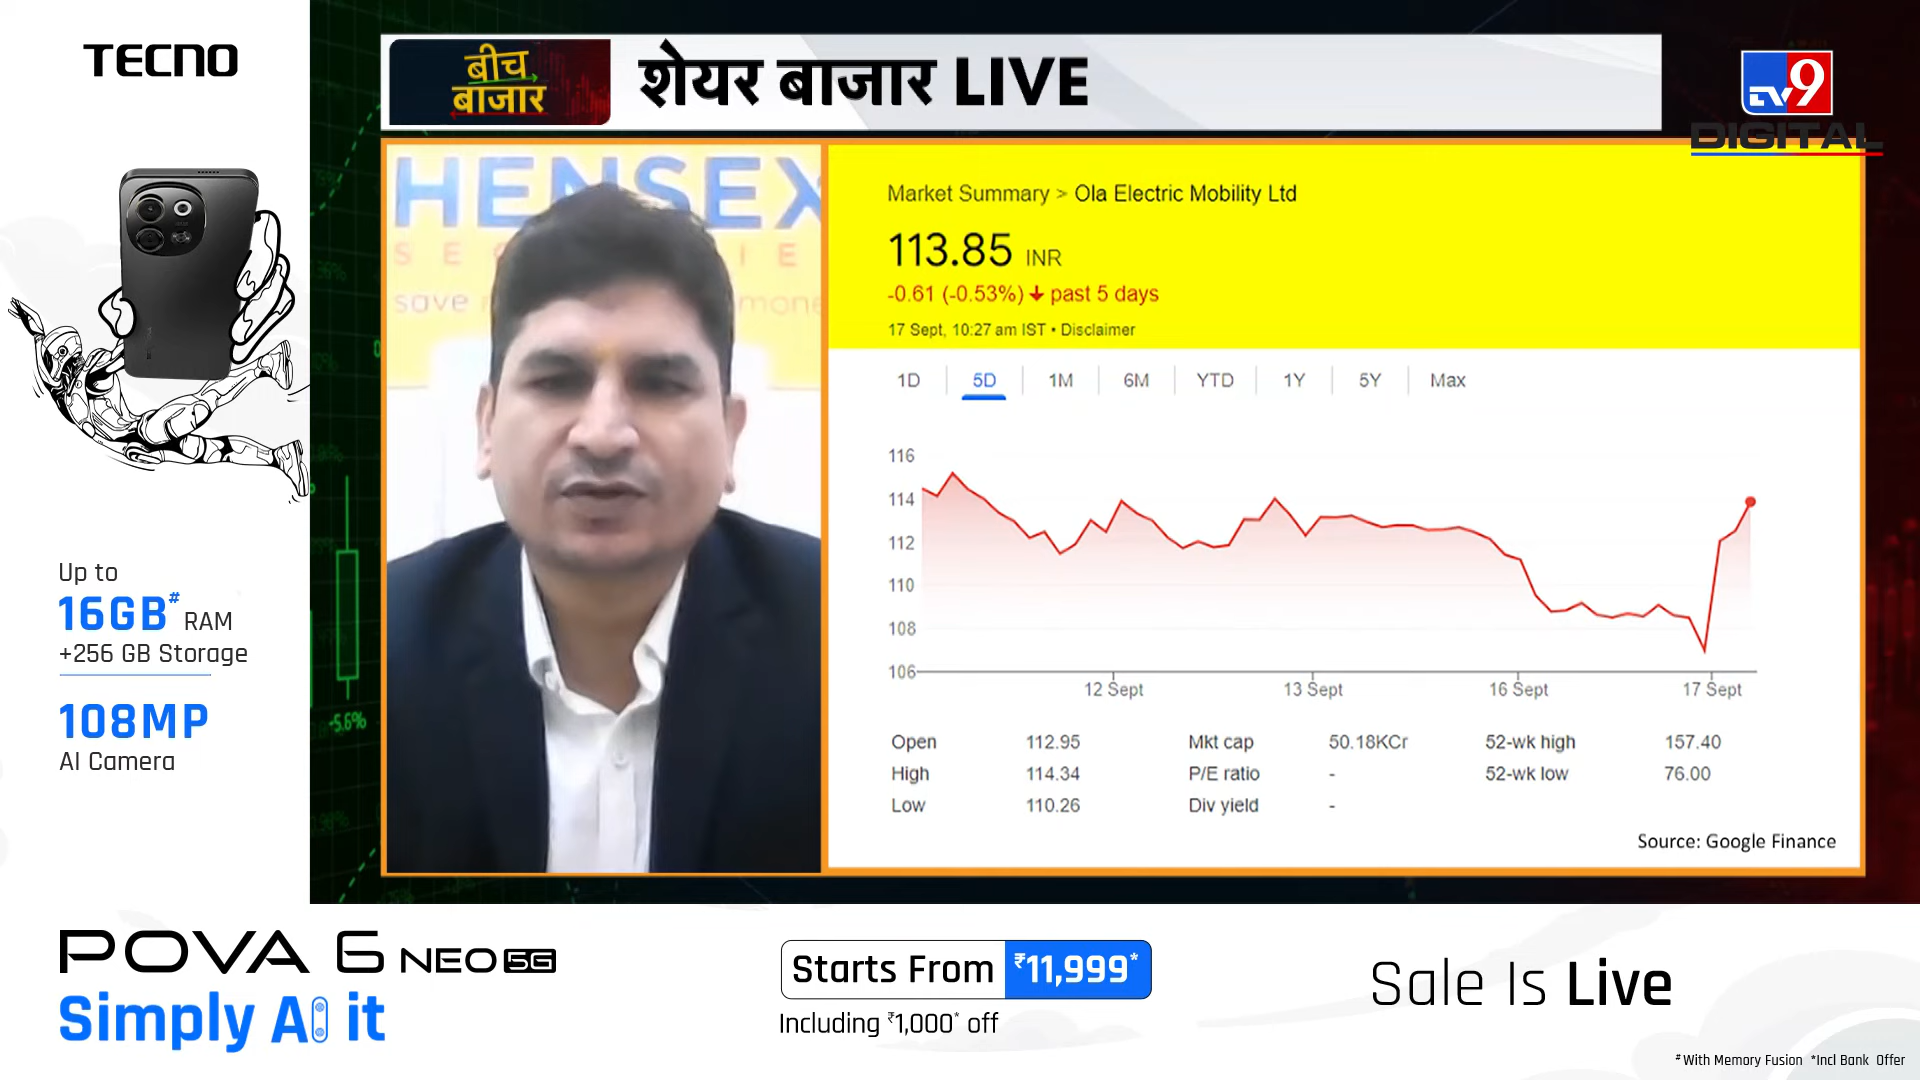 TECNO
बीच
बाजार
शेयर बाजार LIVE
TV9
DIGITAL
HENSEX
save
Market Summary > Ola Electric Mobility Ltd
113.85 INR
-0.61 (-0.53%) ↓ past 5 days
17 Sept, 10:27 am IST • Disclaimer
1D 5D 1M 6M YTD 1Y 5Y Max
116
114
112
110
108
106
12 Sept 13 Sept 16 Sept 17 Sept
Open 112.95 Mkt cap 50.18KCr 52-wk high 157.40
High 114.34 P/E ratio - 52-wk low 76.00
Low 110.26 Div yield -
Source: Google Finance
-5.6%
Up to
16GB# RAM
+256 GB Storage
108MP
AI Camera
POVA 6 NEO 5G
Simply AI it
Starts From ₹11,999*
Including ₹1,000* off
Sale Is Live
#With Memory Fusion *Incl Bank Offer